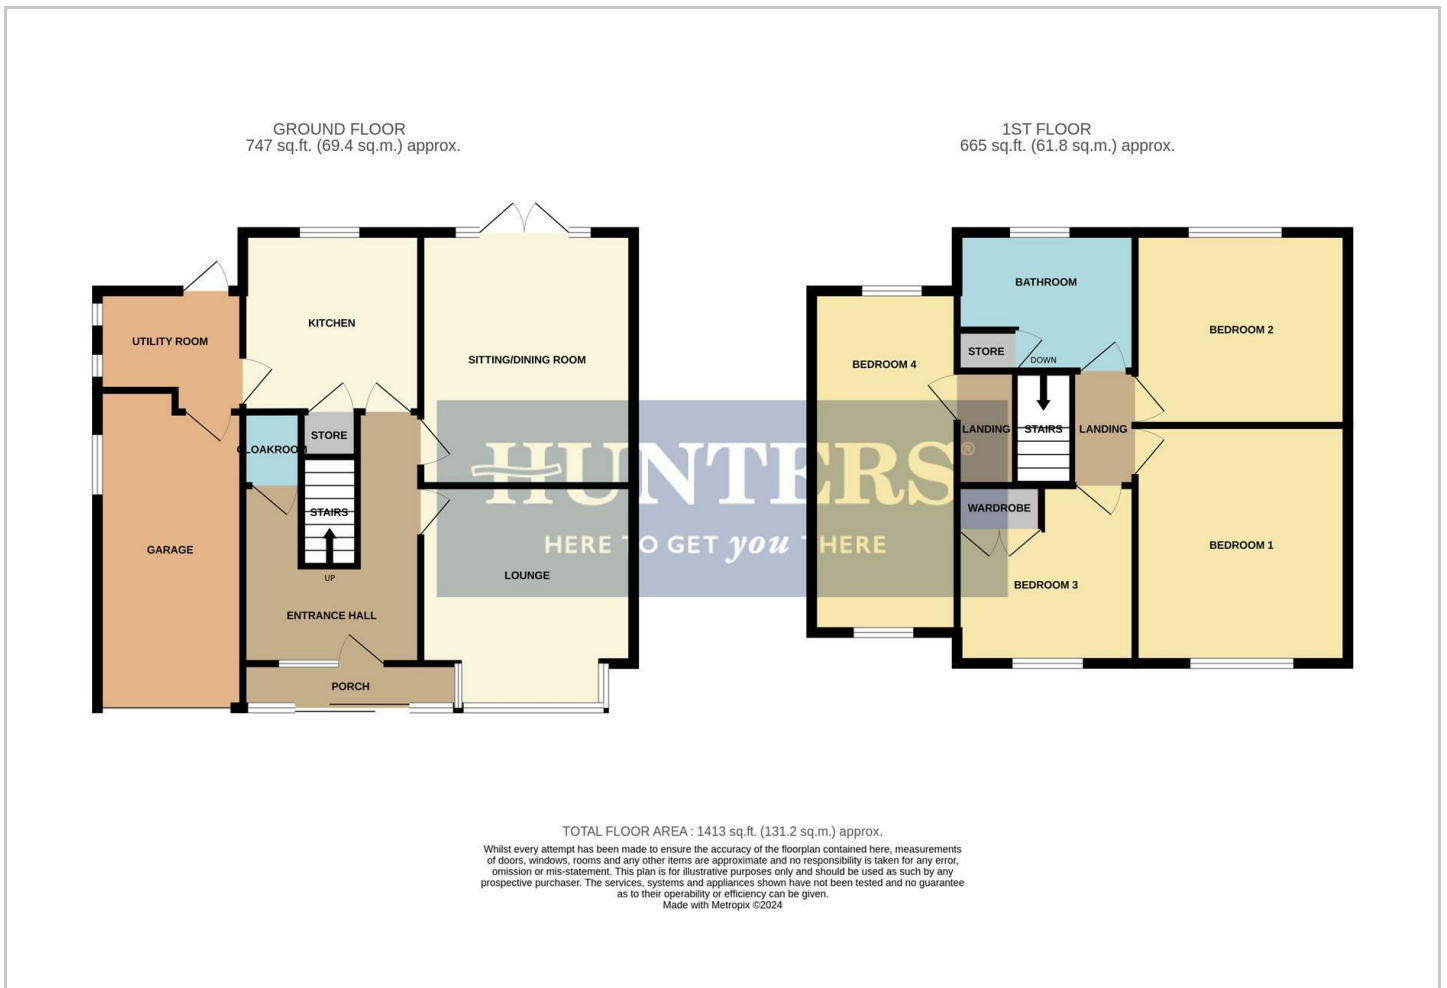 GROUND FLOOR
747 sq.ft. (69.4 sq.m.) approx.
1ST FLOOR
665 sq.ft. (61.8 sq.m.) approx.
UTILITY ROOM
KITCHEN
SITTING/DINING ROOM
CLOAKROOM
STORE
STAIRS
GARAGE
LOUNGE
UP
ENTRANCE HALL
PORCH
BATHROOM
BEDROOM 2
STORE
DOWN
BEDROOM 4
LANDING
STAIRS
LANDING
WARDROBE
BEDROOM 1
BEDROOM 3
HUNTERS®
HERE TO GET you THERE
TOTAL FLOOR AREA : 1413 sq.ft. (131.2 sq.m.) approx.
Whilst every attempt has been made to ensure the accuracy of the floorplan contained here, measurements
of doors, windows, rooms and any other items are approximate and no responsibility is taken for any error,
omission or mis-statement. This plan is for illustrative purposes only and should be used as such by any
prospective purchaser. The services, systems and appliances shown have not been tested and no guarantee
as to their operability or efficiency can be given.
Made with Metropix ©2024